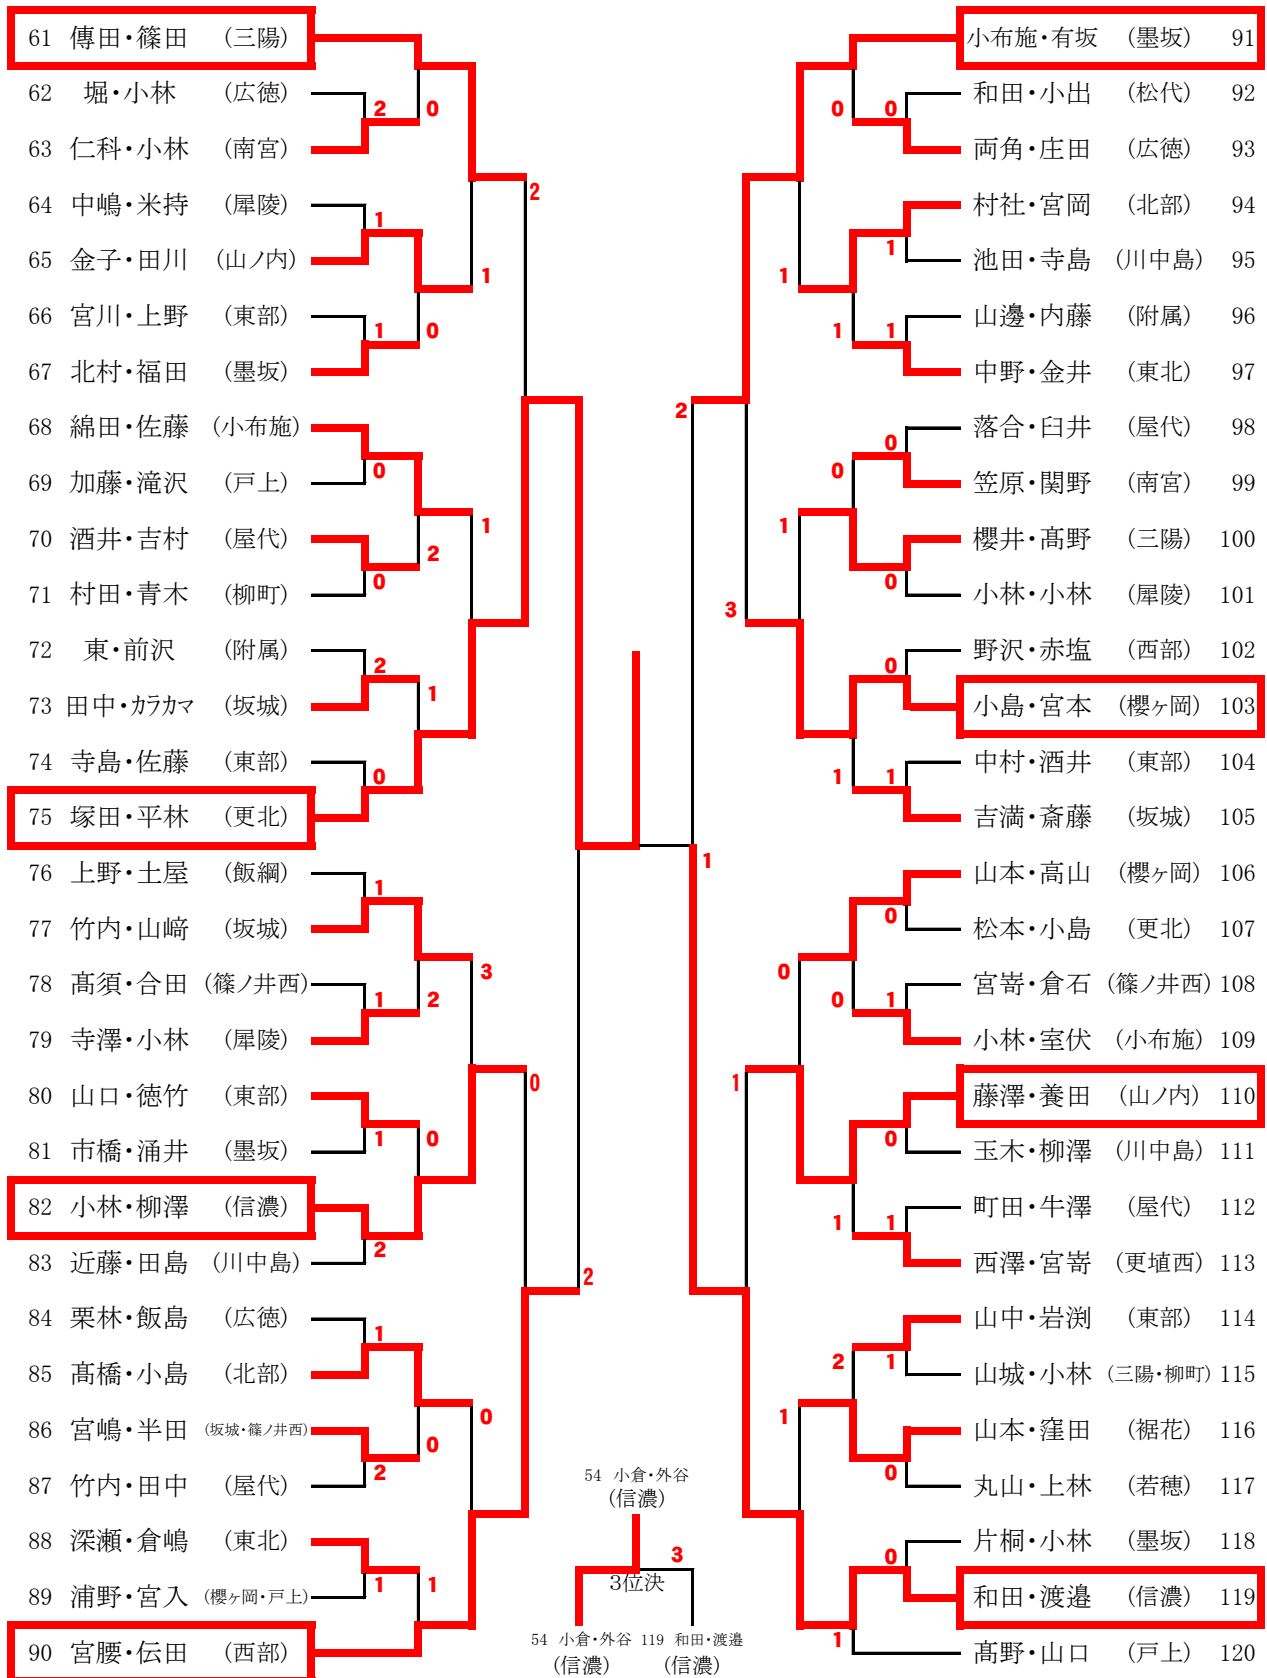 61 傳田・篠田 (三陽)
62 堀・小林 (広徳)
2 0
63 仁科・小林 (南宮)
64 中嶋・米持 (犀陵)
2
1
65 金子・田川 (山ノ内)
1
66 宮川・上野 (東部)
1 0
67 北村・福田 (墨坂)
68 綿田・佐藤 (小布施)
0
69 加藤・滝沢 (戸上)
1
70 酒井・吉村 (屋代)
2
0
71 村田・青木 (柳町)
72 東・前沢 (附属)
2
1
73 田中・カラカマ (坂城)
74 寺島・佐藤 (東部)
0
75 塚田・平林 (更北)
76 上野・土屋 (飯綱)
1
77 竹内・山﨑 (坂城)
3
78 髙須・合田 (篠ノ井西)
1 2
79 寺澤・小林 (犀陵)
0
80 山口・徳竹 (東部)
1 0
81 市橋・涌井 (墨坂)
82 小林・柳澤 (信濃)
2
83 近藤・田島 (川中島)
2
84 栗林・飯島 (広徳)
1
85 髙橋・小島 (北部)
0
86 宮嶋・半田 (坂城・篠ノ井西)
0
2
87 竹内・田中 (屋代)
88 深瀬・倉嶋 (東北)
1 1
89 浦野・宮入 (櫻ヶ岡・戸上)
90 宮腰・伝田 (西部)
小布施・有坂 (墨坂) 91
和田・小出 (松代) 92
0 0
両角・庄田 (広徳) 93
村社・宮岡 (北部) 94
1
池田・寺島 (川中島) 95
1
山邊・内藤 (附属) 96
1 1
中野・金井 (東北) 97
2
落合・臼井 (屋代) 98
0
0
笠原・関野 (南宮) 99
1
櫻井・髙野 (三陽) 100
0
小林・小林 (犀陵) 101
3
野沢・赤塩 (西部) 102
0
小島・宮本 (櫻ヶ岡) 103
中村・酒井 (東部) 104
1 1
吉満・斎藤 (坂城) 105
1
山本・高山 (櫻ヶ岡) 106
0
松本・小島 (更北) 107
0
宮嵜・倉石 (篠ノ井西) 108
0 1
小林・室伏 (小布施) 109
1
藤澤・養田 (山ノ内) 110
0
玉木・柳澤 (川中島) 111
町田・牛澤 (屋代) 112
1 1
西澤・宮嵜 (更埴西) 113
山中・岩渕 (東部) 114
2 1
山城・小林 (三陽・柳町) 115
1
山本・窪田 (裾花) 116
0
丸山・上林 (若穂) 117
片桐・小林 (墨坂) 118
0
和田・渡邉 (信濃) 119
1
髙野・山口 (戸上) 120
54 小倉・外谷
(信濃)
3
3位決
54 小倉・外谷 119 和田・渡邉
(信濃) (信濃)